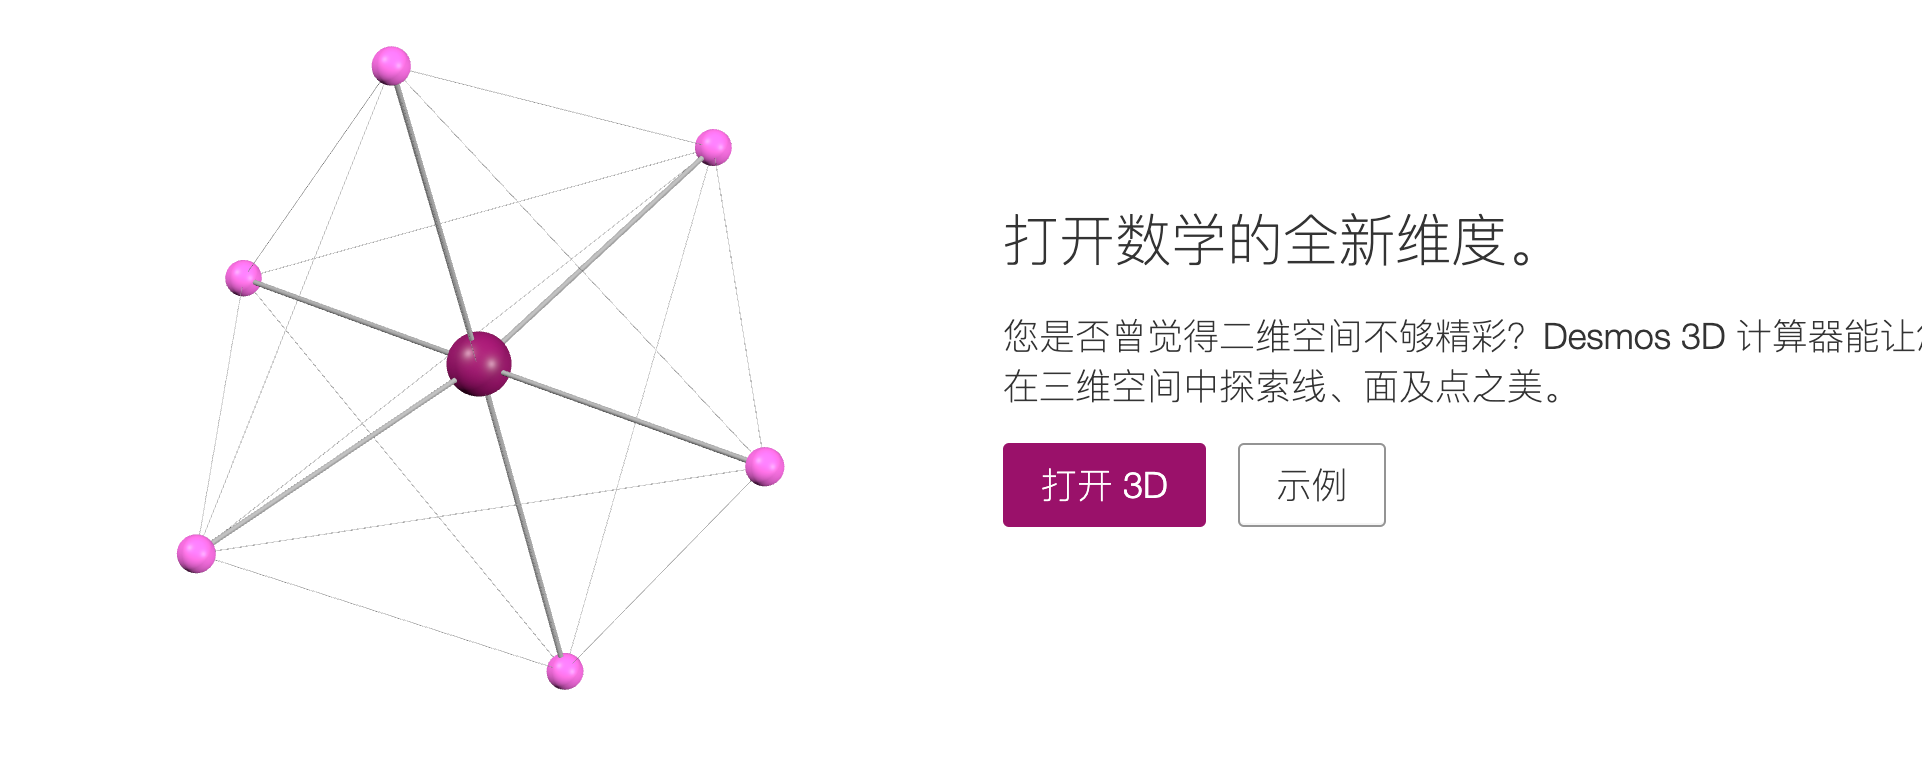 打开数学的全新维度。
您是否曾觉得二维空间不够精彩？Desmos 3D 计算器能让
在三维空间中探索线、面及点之美。
打开 3D
示例